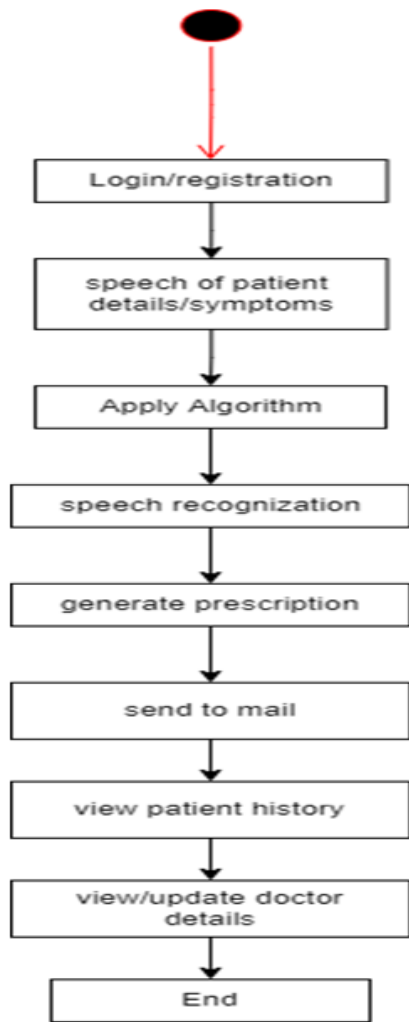 Login/registration
speech of patient
details/symptoms
Apply Algorithm
speech recognization
generate prescription
send to mail
view patient history
view/update doctor
details
End